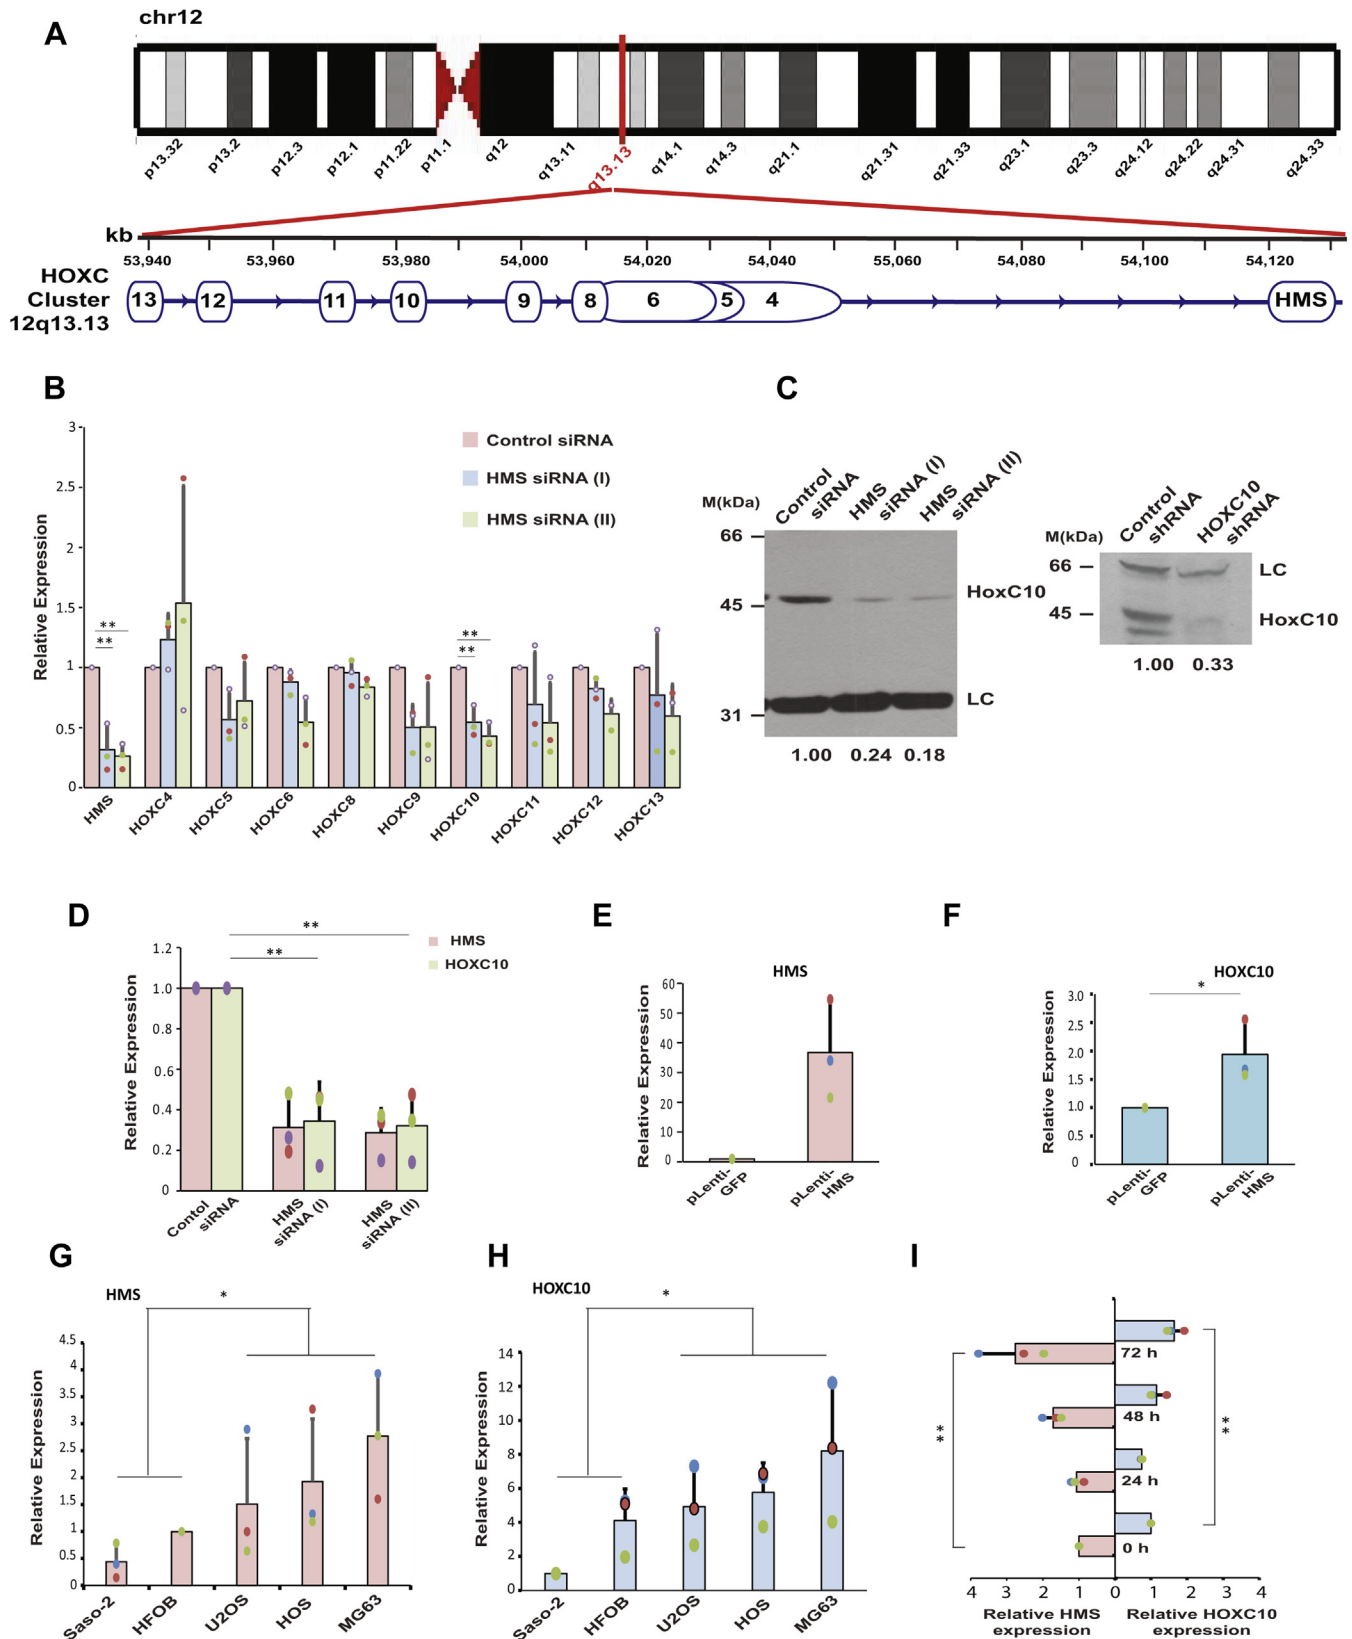 A
chr12
p13.32 p13.2 p12.3 p12.1 p11.22 p11.1 q12 q13.11 q13.13 q14.1 q14.3 q21.1 q21.31 q21.33 q23.1 q23.3 q24.12 q24.22 q24.31 q24.33
kb
53,940 53,960 53,980 54,000 54,020 54,040 55,060 54,080 54,100 54,120
HOXC
Cluster
12q13.13
13 12 11 10 9 8 6 5 4 HMS
B
Relative Expression
3
2.5
2
1.5
1
0.5
0
Control siRNA
HMS siRNA (I)
HMS siRNA (II)
**
**
**
**
HMS HOXC4 HOXC5 HOXC6 HOXC8 HOXC9 HOXC10 HOXC11 HOXC12 HOXC13
C
M(kDa)
Control siRNA
HMS siRNA (I)
HMS siRNA (II)
66
45
31
HoxC10
LC
1.00 0.24 0.18
M(kDa)
Control shRNA
HOXC10 shRNA
66
45
LC
HoxC10
1.00 0.33
D
Relative Expression
1.2
1.0
0.8
0.6
0.4
0.2
0
**
**
HMS
HOXC10
Contol siRNA
HMS siRNA (I)
HMS siRNA (II)
E
HMS
Relative Expression
60
50
40
30
20
10
0
pLenti-GFP
pLenti-HMS
F
HOXC10
Relative Expression
3.0
2.5
2.0
1.5
1.0
0.5
0
*
pLenti-GFP
pLenti-HMS
G
HMS
*
Relative Expression
4.5
4
3.5
3
2.5
2
1.5
1
0.5
0
Saso-2 HFOB U2OS HOS MG63
H
HOXC10
*
Relative Expression
14
12
10
8
6
4
2
0
Saso-2 HFOB U2OS HOS MG63
I
72 h
48 h
24 h
0 h
**
**
4 3 2 1 0 1 2 3 4
Relative HMS expression
Relative HOXC10 expression